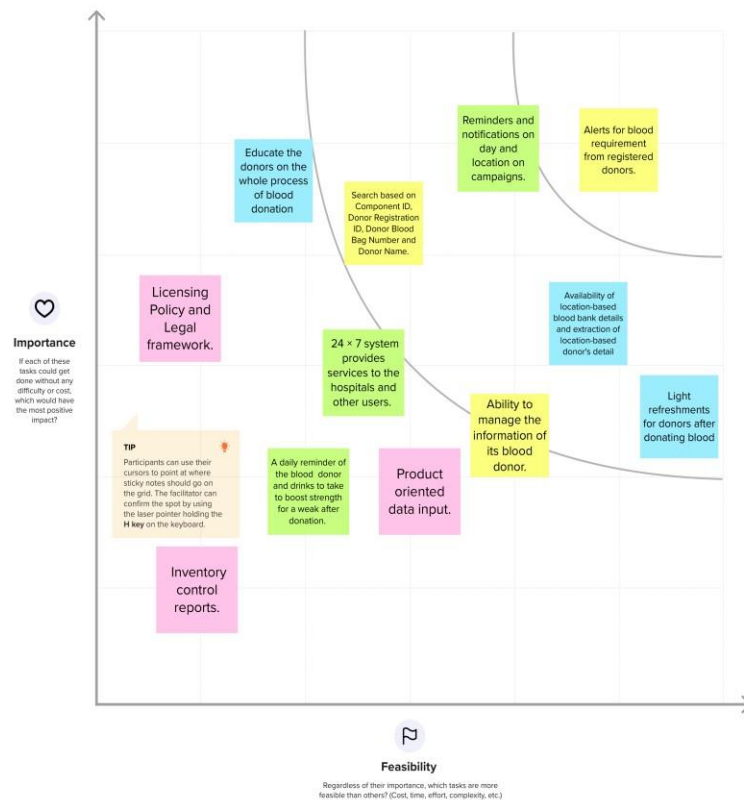 Reminders and
notifications on
day and
location on
campaigns.
Alerts for blood
requirement
from registered
donors.
Educate the
donors on the
whole process
of blood
donation
Search based on
Component ID,
Donor Registration
ID, Donor Blood
Bag Number and
Donor Name.
Licensing
Policy and
Legal
framework.
Availability of
location-based
blood bank details
and extraction of
location-based
donor's detail
Importance
If each of these
tasks could get
done without any
difficulty or cost,
which would have
the most positive
impact?
24 × 7 system
provides
services to the
hospitals and
other users.
Light
refreshments
for donors after
donating blood
Ability to
manage the
information of
its blood
donor.
TIP
Participants can use their
cursors to point at where
sticky notes should go on
the grid. The facilitator can
confirm the spot by using
the laser pointer holding the
H key on the keyboard.
A daily reminder of
the blood donor
and drinks to take
to boost strength
for a weak after
donation.
Product
oriented
data input.
Inventory
control
reports.
Feasibility
Regardless of their importance, which tasks are more
feasible than others? (Cost, time, effort, complexity, etc.)